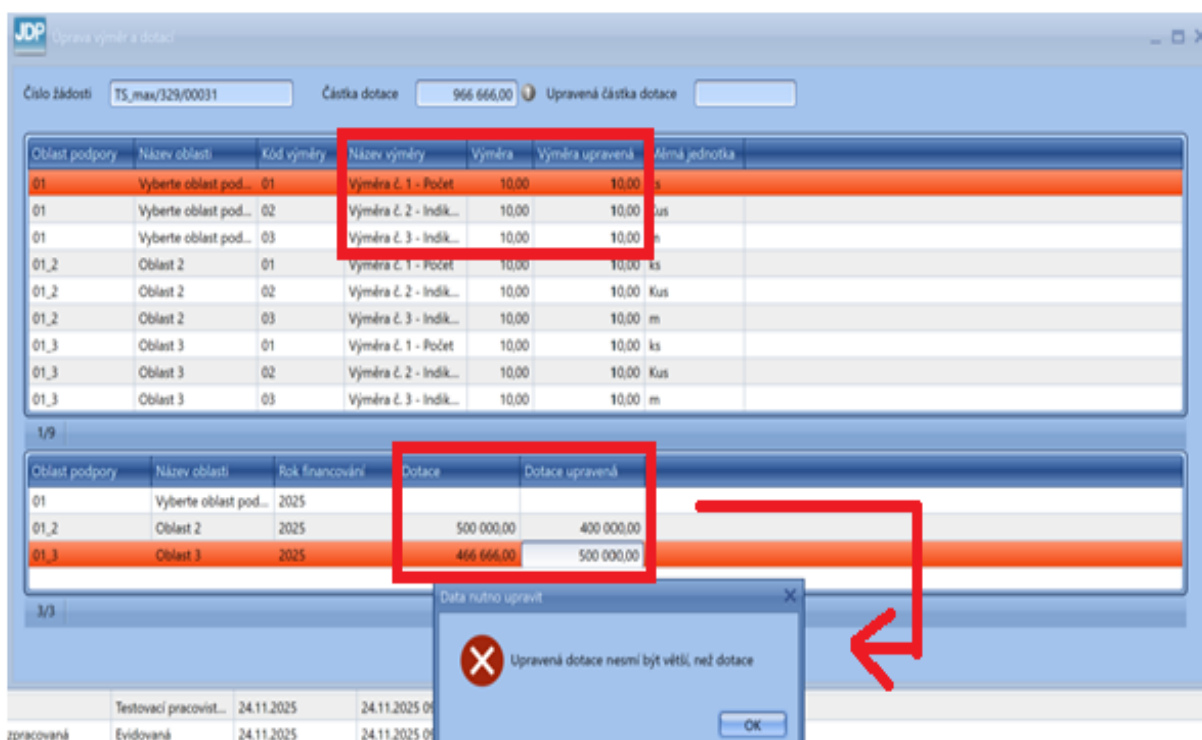 JDP Úprava výměr a dotací
Číslo žádosti TS_max/329/00031 Částka dotace 966 666,00 Upravená částka dotace
Oblast podpory Název oblasti Kód výměry Název výměry Výměra Výměra upravená Měrná jednotka
01 Vyberte oblast pod... 01 Výměra č. 1 - Počet 10,00 10,00 ks
01 Vyberte oblast pod... 02 Výměra č. 2 - Indik... 10,00 10,00 Kus
01 Vyberte oblast pod... 03 Výměra č. 3 - Indik... 10,00 10,00 m
01_2 Oblast 2 01 Výměra č. 1 - Počet 10,00 10,00 ks
01_2 Oblast 2 02 Výměra č. 2 - Indik... 10,00 10,00 Kus
01_2 Oblast 2 03 Výměra č. 3 - Indik... 10,00 10,00 m
01_3 Oblast 3 01 Výměra č. 1 - Počet 10,00 10,00 ks
01_3 Oblast 3 02 Výměra č. 2 - Indik... 10,00 10,00 Kus
01_3 Oblast 3 03 Výměra č. 3 - Indik... 10,00 10,00 m
1/9
Oblast podpory Název oblasti Rok financování Dotace Dotace upravená
01 Vyberte oblast pod... 2025
01_2 Oblast 2 2025 500 000,00 400 000,00
01_3 Oblast 3 2025 466 666,00 500 000,00
3/3
Data nutno upravit
Upravená dotace nesmí být větší, než dotace
OK
Testovací pracovist... 24.11.2025 24.11.2025 09
zpracovaná Evidovaná 24.11.2025 24.11.2025 09